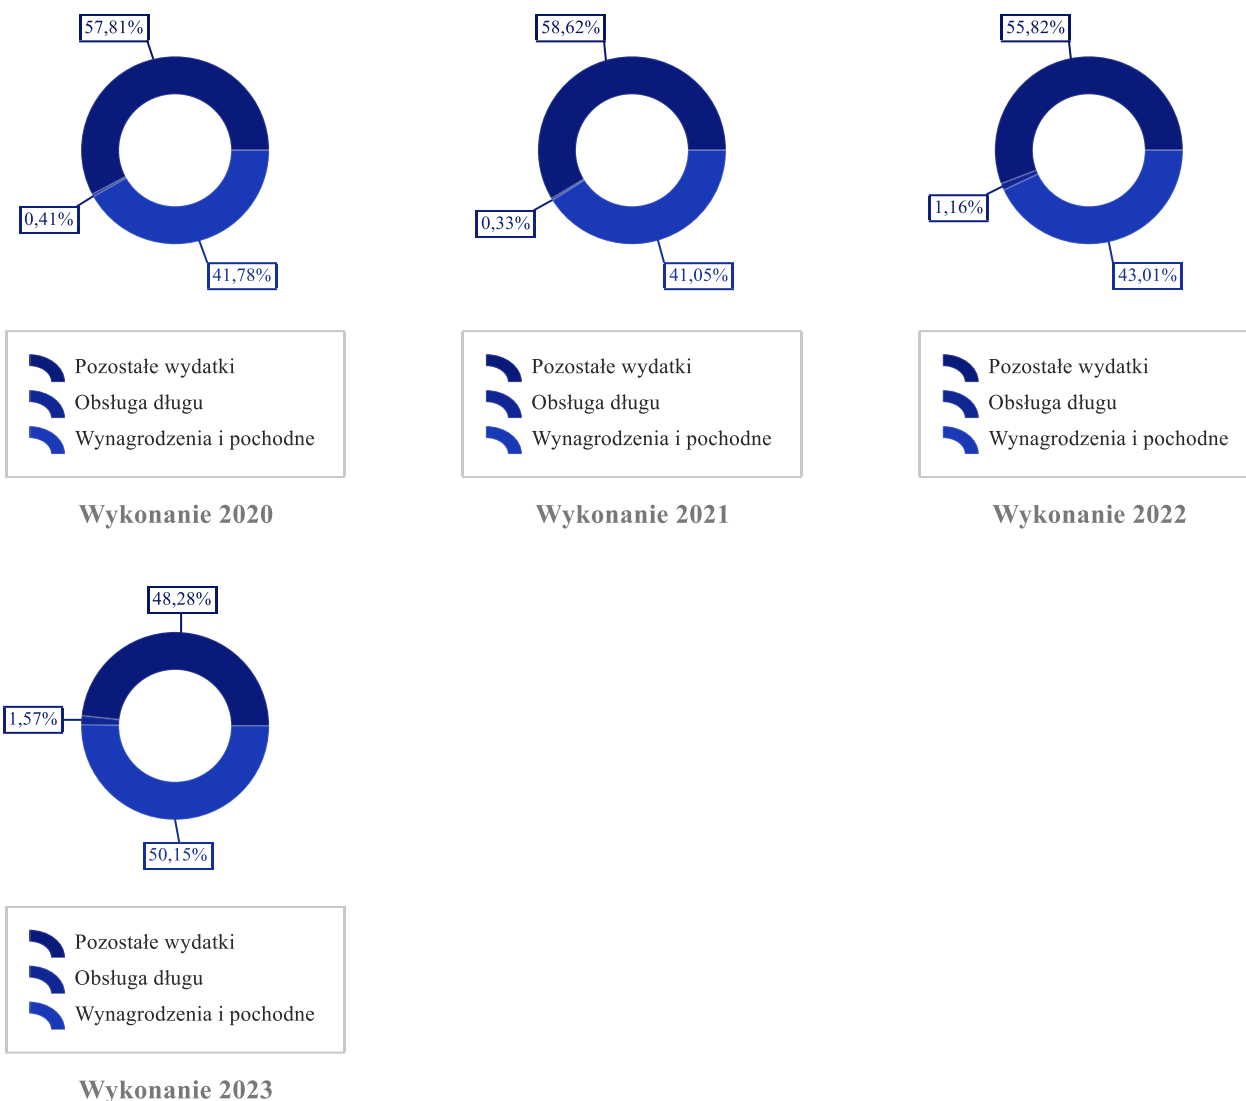 57,81%
0,41%
41,78%
Pozostałe wydatki
Obsługa długu
Wynagrodzenia i pochodne
Wykonanie 2020
58,62%
0,33%
41,05%
Pozostałe wydatki
Obsługa długu
Wynagrodzenia i pochodne
Wykonanie 2021
55,82%
1,16%
43,01%
Pozostałe wydatki
Obsługa długu
Wynagrodzenia i pochodne
Wykonanie 2022
48,28%
1,57%
50,15%
Pozostałe wydatki
Obsługa długu
Wynagrodzenia i pochodne
Wykonanie 2023